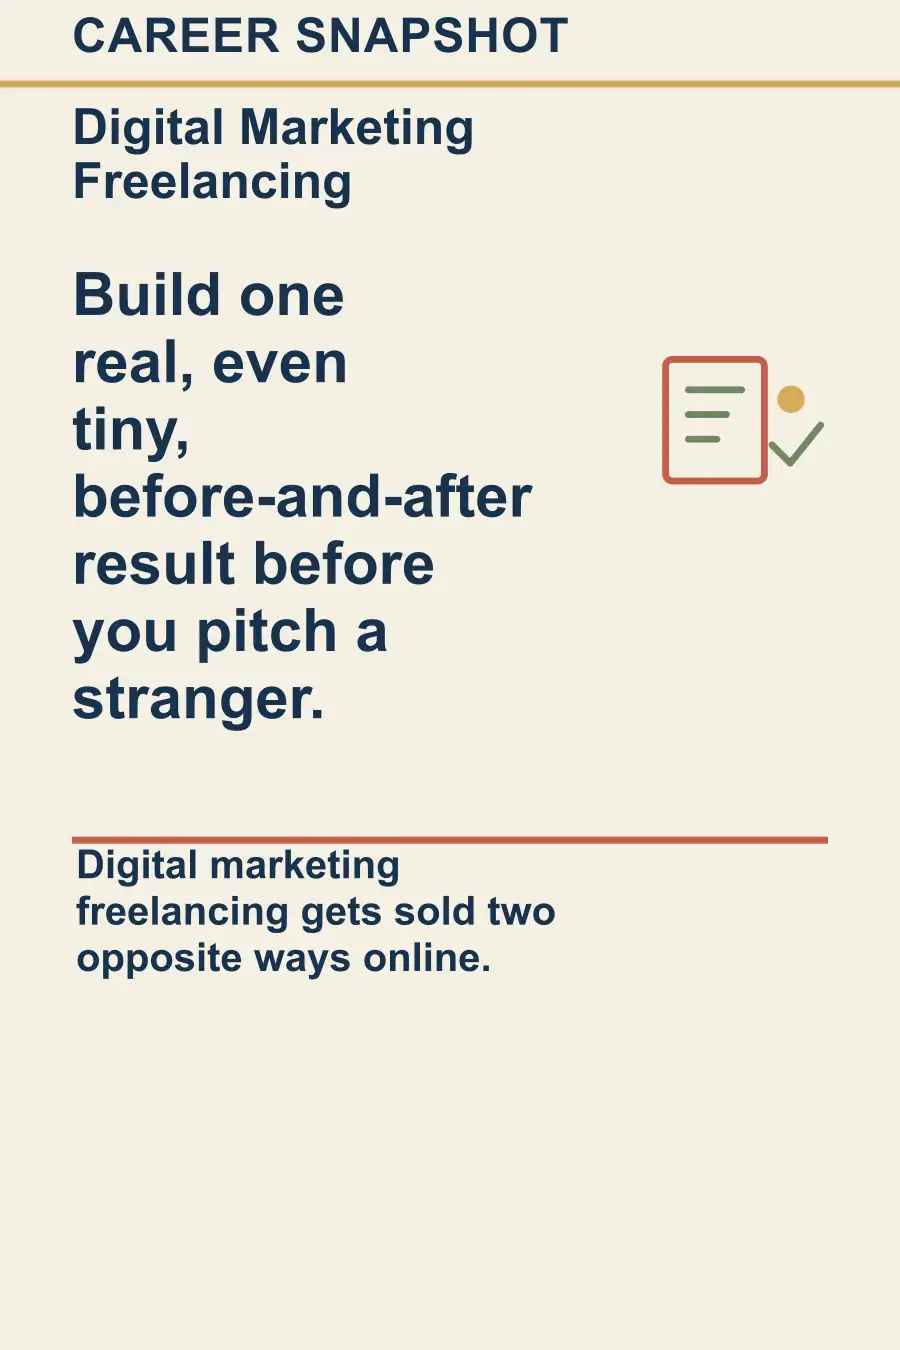 CAREER SNAPSHOT
Digital Marketing
Freelancing
Build one
real, even
tiny,
before-and-after
result before
you pitch a
stranger.
Digital marketing
freelancing gets sold two
opposite ways online.